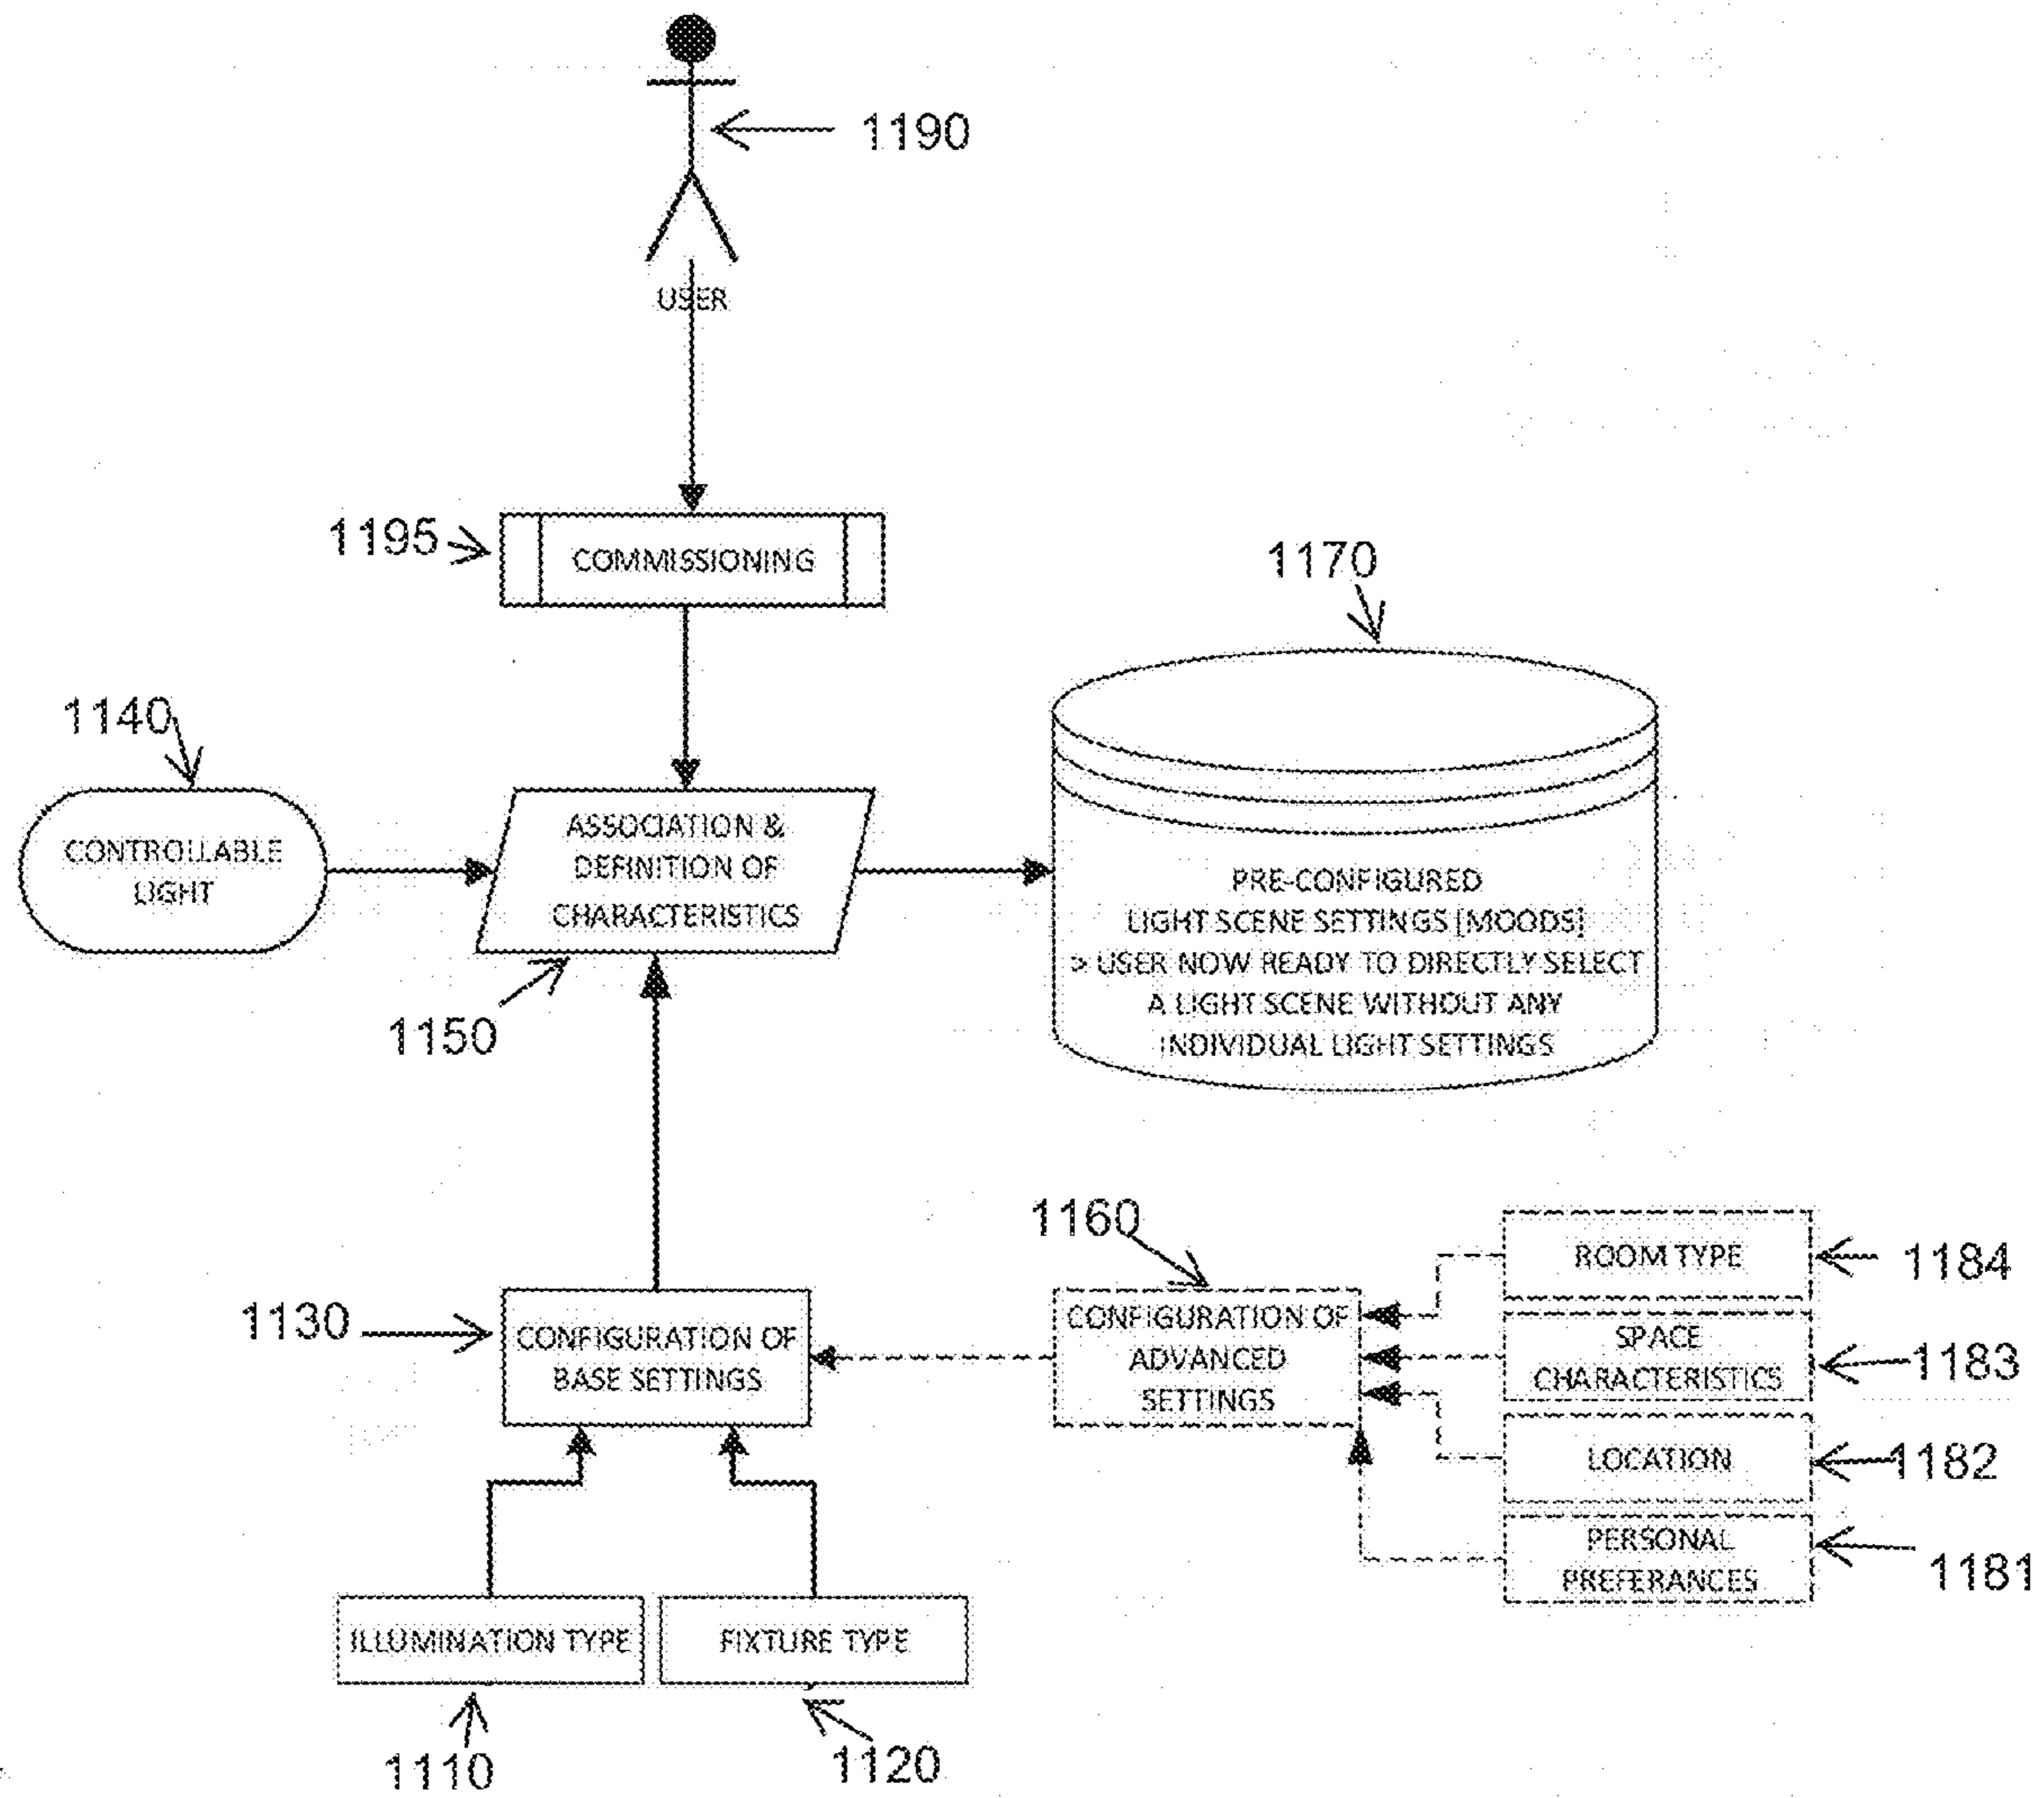 1190
USER
1195
COMMISSIONING
1170
1140
CONTROLLABLE
LIGHT
ASSOCIATION &
DEFINITION OF
CHARACTERISTICS
1150
PRE-CONFIGURED
LIGHT SCENE SETTINGS [MOODS]
> USER NOW READY TO DIRECTLY SELECT
A LIGHT SCENE WITHOUT ANY
INDIVIDUAL LIGHT SETTINGS
1130
CONFIGURATION OF
BASE SETTINGS
1160
CONFIGURATION OF
ADVANCED
SETTINGS
ROOM TYPE
1184
SPACE
CHARACTERISTICS
1183
LOCATION
1182
PERSONAL
PREFERANCES
1181
ILLUMINATION TYPE
FIXTURE TYPE
1110
1120